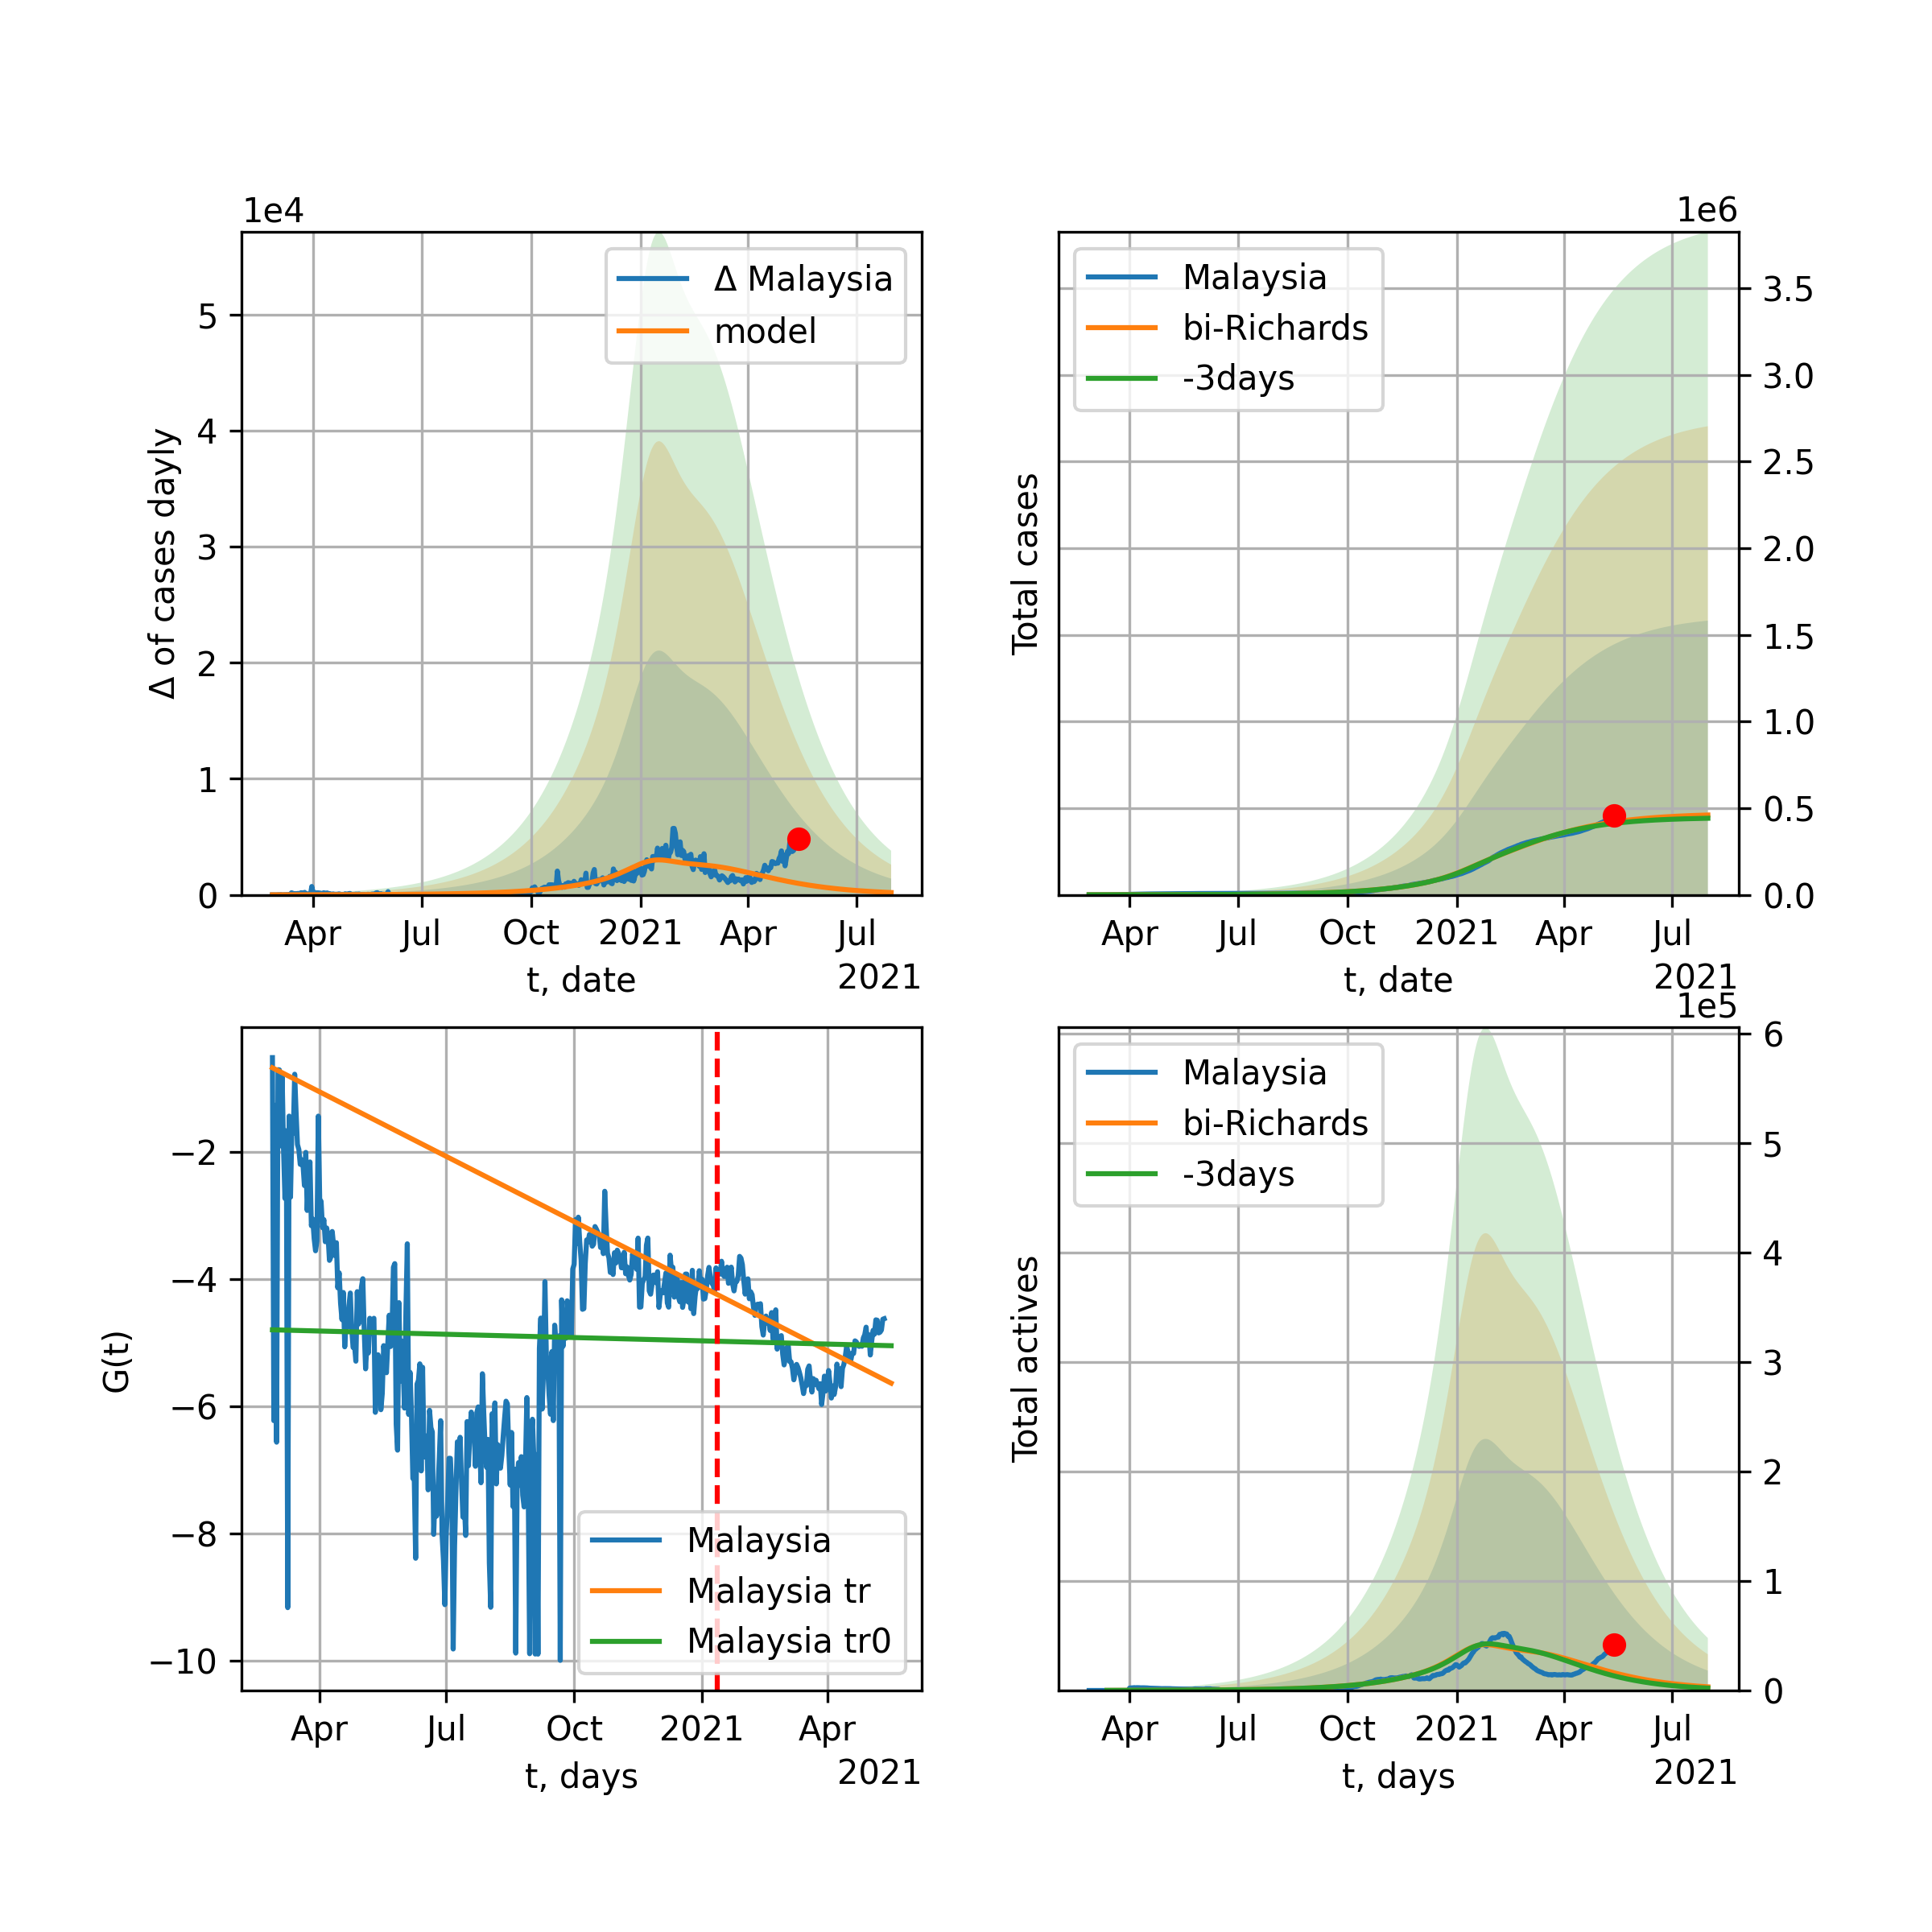 1e4
Δ Malaysia
model
5
4
3
2
1
0
Δ of cases dayly
Apr Jul Oct 2021 Apr Jul
t, date
2021
1e6
Malaysia
bi-Richards
-3days
3.5
3.0
2.5
2.0
1.5
1.0
0.5
0.0
Total cases
Apr Jul Oct 2021 Apr Jul
t, date
2021
−2
−4
−6
−8
−10
G(t)
Malaysia
Malaysia tr
Malaysia tr0
Apr Jul Oct 2021 Apr
t, days
2021
1e5
Malaysia
bi-Richards
-3days
6
5
4
3
2
1
0
Total actives
Apr Jul Oct 2021 Apr Jul
t, days
2021